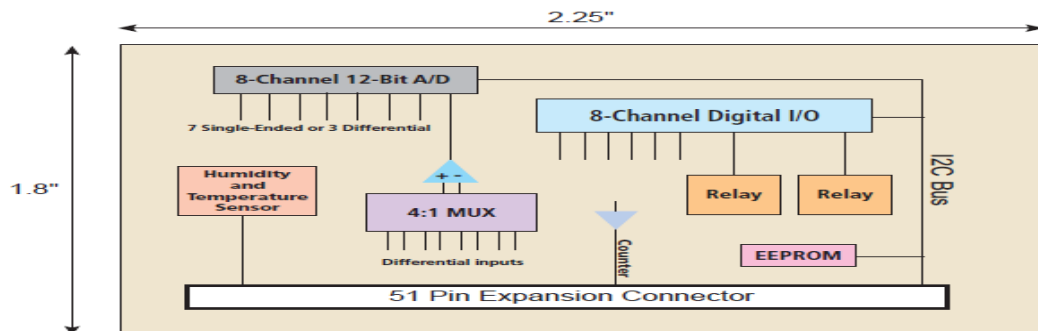 2.25"
1.8"
8-Channel 12-Bit A/D
7 Single-Ended or 3 Differential
8-Channel Digital I/O
Humidity
and
Temperature
Sensor
+ -
4:1 MUX
Differential inputs
Relay
Relay
I2C Bus
Counter
EEPROM
51 Pin Expansion Connector